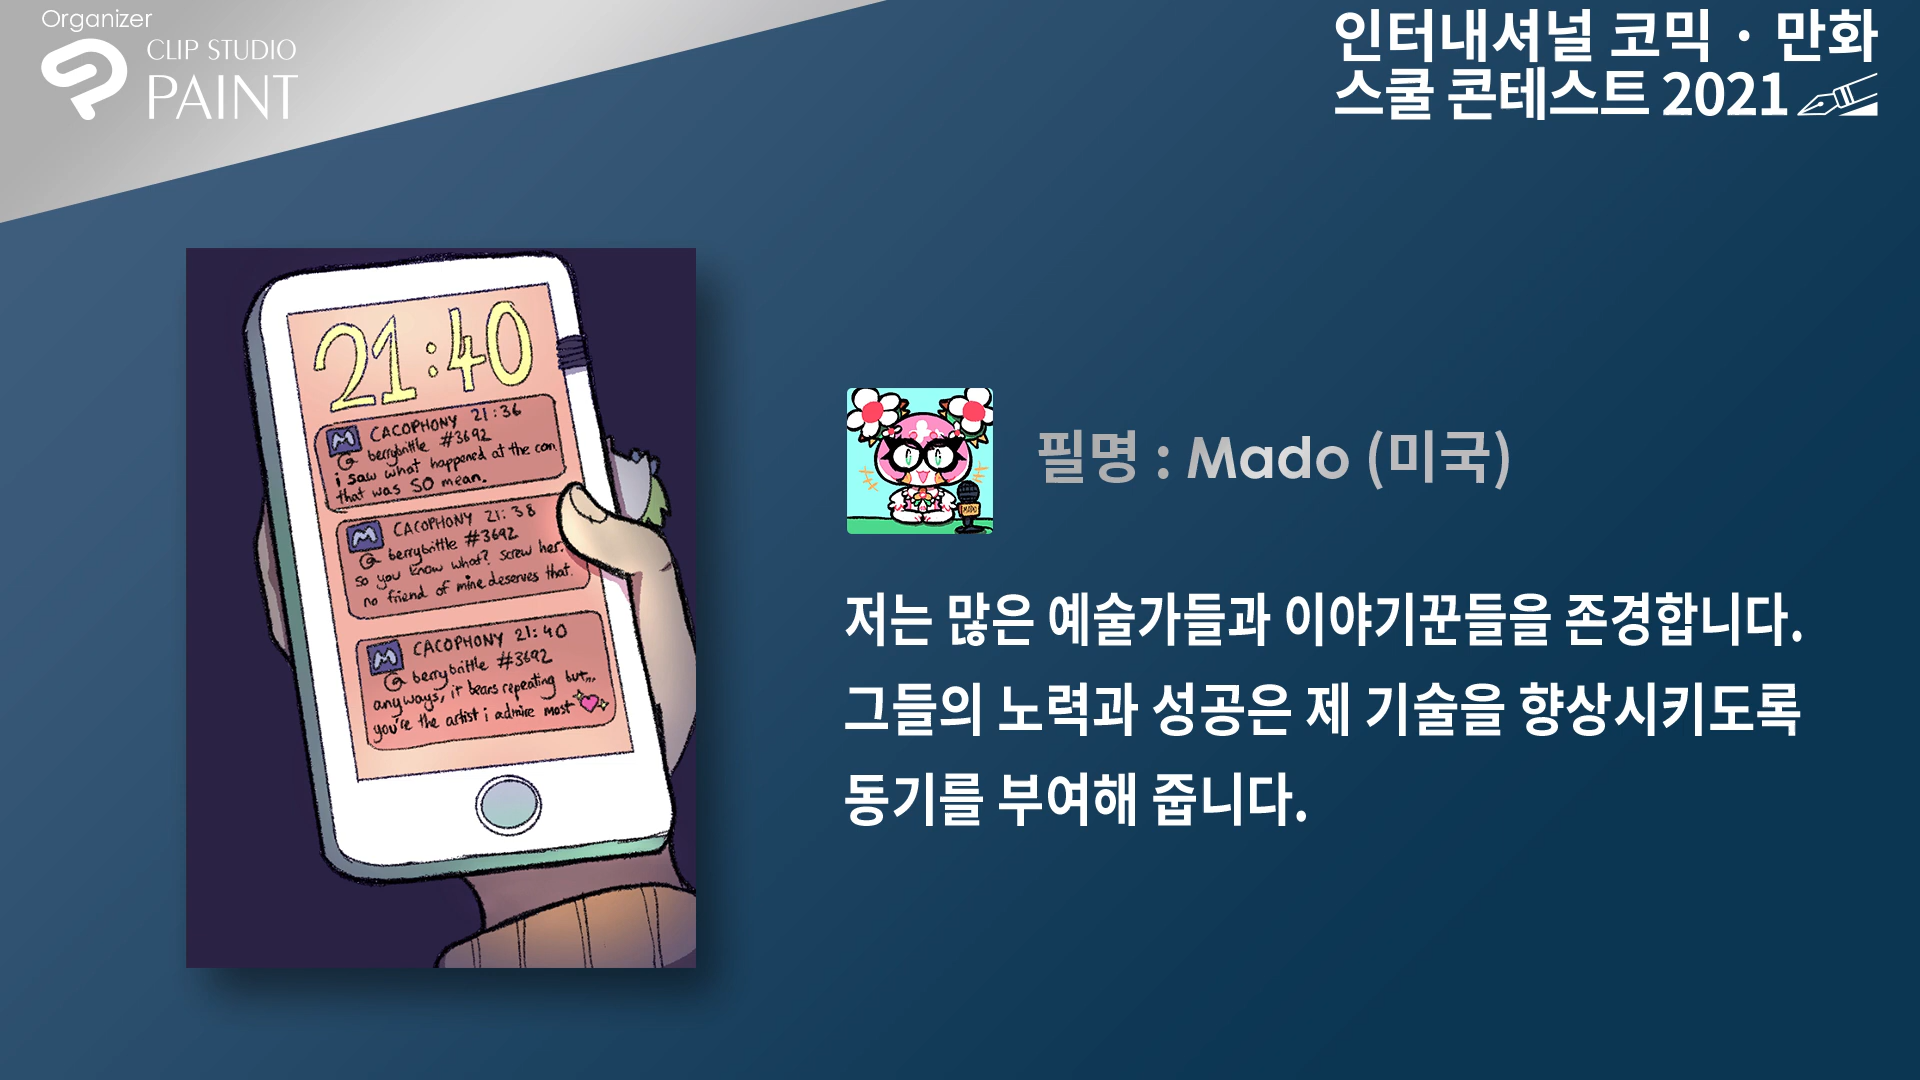 Organizer
CLIP STUDIO
PAINT
인터내셔널 코믹・만화
스쿨 콘테스트 2021
21:40
M CACOPHONY 21:36
@ berrybrittle #3692
i saw what happened at the con.
that was SO mean.
M CACOPHONY 21:38
@ berrybrittle #3692
so you know what? screw her.
no friend of mine deserves that.
M CACOPHONY 21:40
@ berrybrittle #3692
anyways, it bears repeating but...
you're the artist i admire most
필명 : Mado (미국)
MADO
저는 많은 예술가들과 이야기꾼들을 존경합니다.
그들의 노력과 성공은 제 기술을 향상시키도록
동기를 부여해 줍니다.